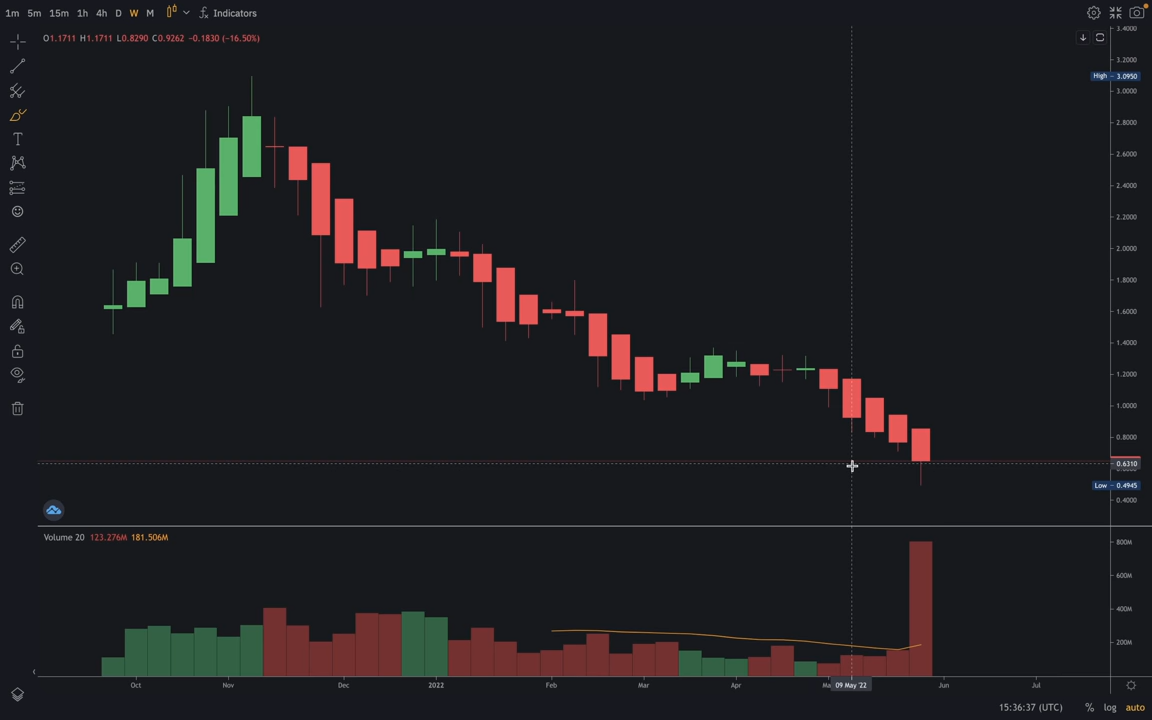 1m 5m 15m 1h 4h D W M Indicators
O1.1711 H1.1711 L0.8290 C0.9262 −0.1830 (−16.50%)
3.4000
3.2000
High 3.0950
3.0000
2.8000
2.6000
2.4000
2.2000
2.0000
1.8000
1.6000
1.4000
1.2000
1.0000
0.8000
0.6310
Low 0.4945
0.4000
Volume 20 123.276M 181.506M
800M
600M
400M
200M
Oct Nov Dec 2022 Feb Mar Apr 09 May '22 Jun Jul
15:36:37 (UTC) % log auto